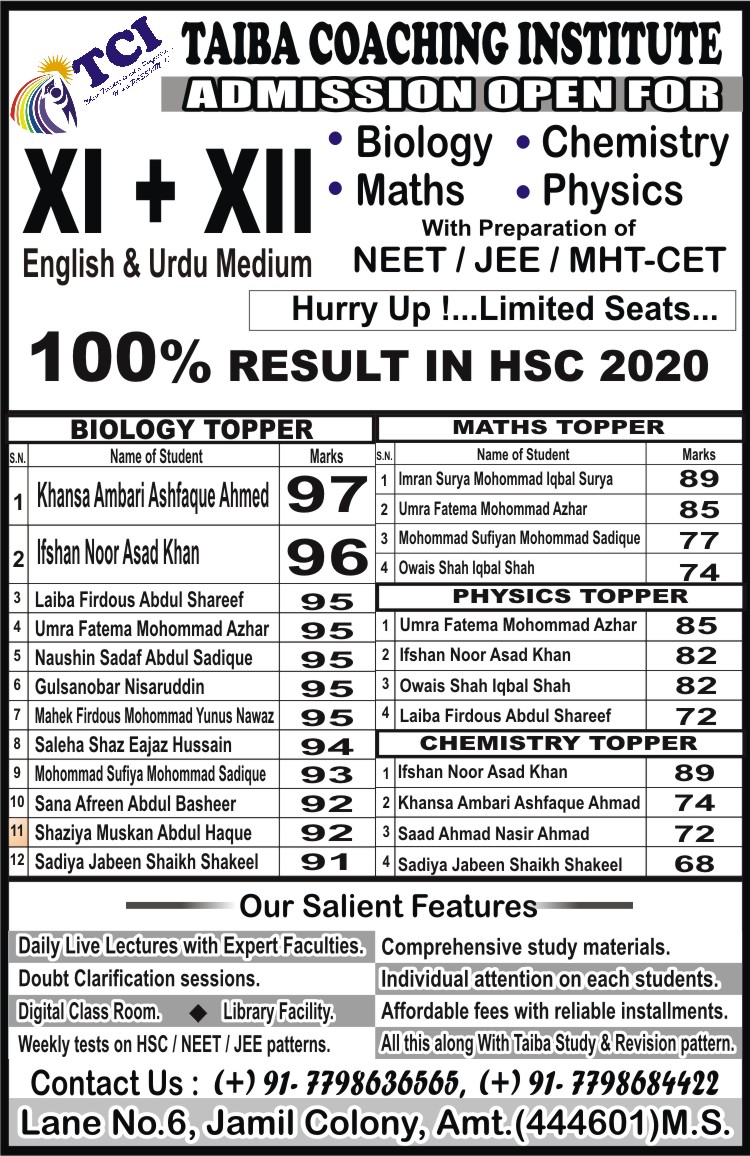 TCI
TAIBA COACHING INSTITUTE
ADMISSION OPEN FOR
XI + XII
English & Urdu Medium
• Biology • Chemistry
• Maths • Physics
With Preparation of
NEET / JEE / MHT-CET
Hurry Up !...Limited Seats...
100% RESULT IN HSC 2020
BIOLOGY TOPPER
S.N. Name of Student Marks
1 Khansa Ambari Ashfaque Ahmed 97
2 Ifshan Noor Asad Khan 96
3 Laiba Firdous Abdul Shareef 95
4 Umra Fatema Mohommad Azhar 95
5 Naushin Sadaf Abdul Sadique 95
6 Gulsanobar Nisaruddin 95
7 Mahek Firdous Mohommad Yunus Nawaz 95
8 Saleha Shaz Eajaz Hussain 94
9 Mohommad Sufiya Mohommad Sadique 93
10 Sana Afreen Abdul Basheer 92
11 Shaziya Muskan Abdul Haque 92
12 Sadiya Jabeen Shaikh Shakeel 91
MATHS TOPPER
S.N. Name of Student Marks
1 Imran Surya Mohommad Iqbal Surya 89
2 Umra Fatema Mohommad Azhar 85
3 Mohommad Sufiyan Mohommad Sadique 77
4 Owais Shah Iqbal Shah 74
PHYSICS TOPPER
1 Umra Fatema Mohommad Azhar 85
2 Ifshan Noor Asad Khan 82
3 Owais Shah Iqbal Shah 82
4 Laiba Firdous Abdul Shareef 72
CHEMISTRY TOPPER
1 Ifshan Noor Asad Khan 89
2 Khansa Ambari Ashfaque Ahmad 74
3 Saad Ahmad Nasir Ahmad 72
4 Sadiya Jabeen Shaikh Shakeel 68
Our Salient Features
Daily Live Lectures with Expert Faculties.
Doubt Clarification sessions.
Digital Class Room. ◆ Library Facility.
Weekly tests on HSC / NEET / JEE patterns.
Comprehensive study materials.
Individual attention on each students.
Affordable fees with reliable installments.
All this along With Taiba Study & Revision pattern.
Contact Us : (+) 91- 7798636565, (+) 91- 7798684422
Lane No.6, Jamil Colony, Amt.(444601)M.S.